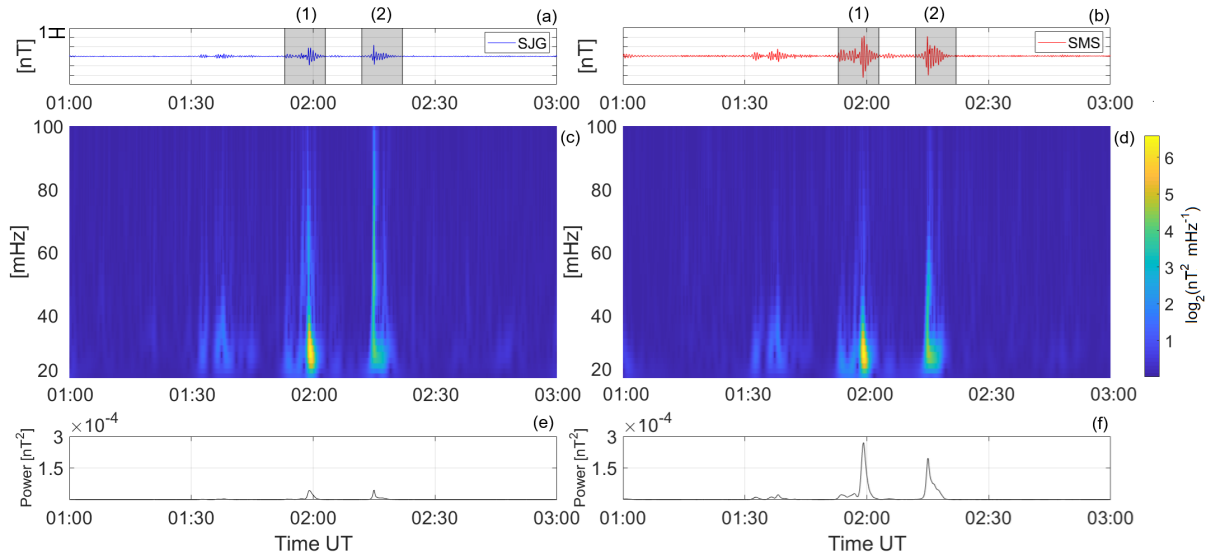 (1) (2) (a)
1H
[nT]
SJG
01:00 01:30 02:00 02:30 03:00
(1) (2) (b)
[nT]
SMS
01:00 01:30 02:00 02:30 03:00
(c)
[mHz]
100
80
60
40
20
01:00 01:30 02:00 02:30 03:00
(d)
[mHz]
100
80
60
40
20
01:00 01:30 02:00 02:30 03:00
6
5
4
3
2
1
log₂(nT² mHz⁻¹)
(e)
×10⁻⁴
Power [nT²]
3
1.5
01:00 01:30 02:00 02:30 03:00
Time UT
(f)
×10⁻⁴
Power [nT²]
3
1.5
01:00 01:30 02:00 02:30 03:00
Time UT